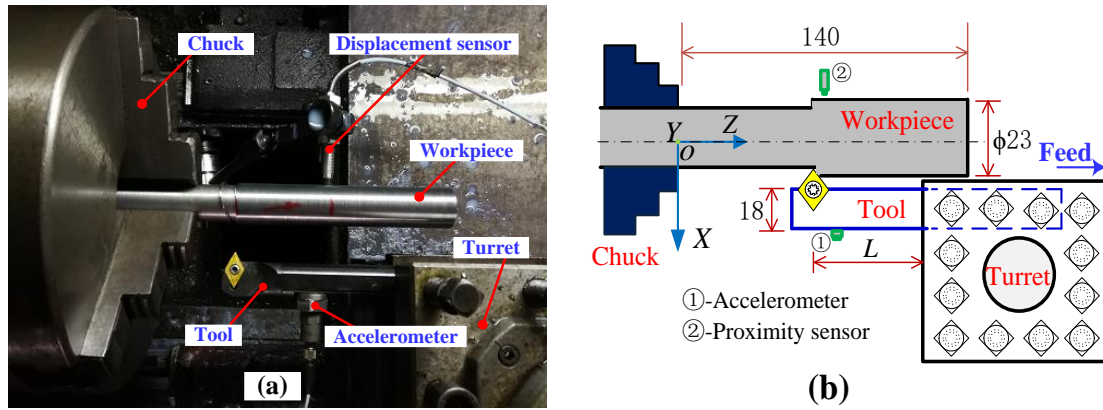 Chuck
Displacement sensor
Workpiece
Turret
Tool
Accelerometer
(a)
140
②
Workpiece
Y
Z
O
ϕ23
Feed
18
Tool
X
①
L
Chuck
Turret
①-Accelerometer
②-Proximity sensor
(b)